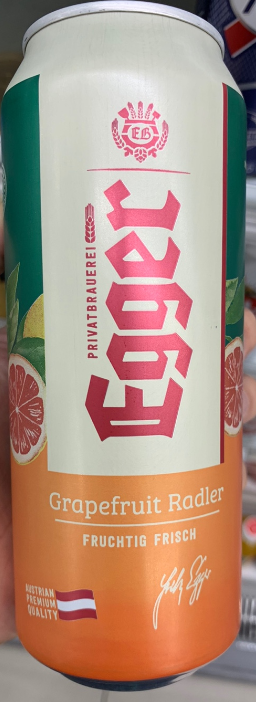 EB
PRIVATBRAUEREI
Egger
Grapefruit Radler
FRUCHTIG FRISCH
AUSTRIAN
PREMIUM
QUALITY